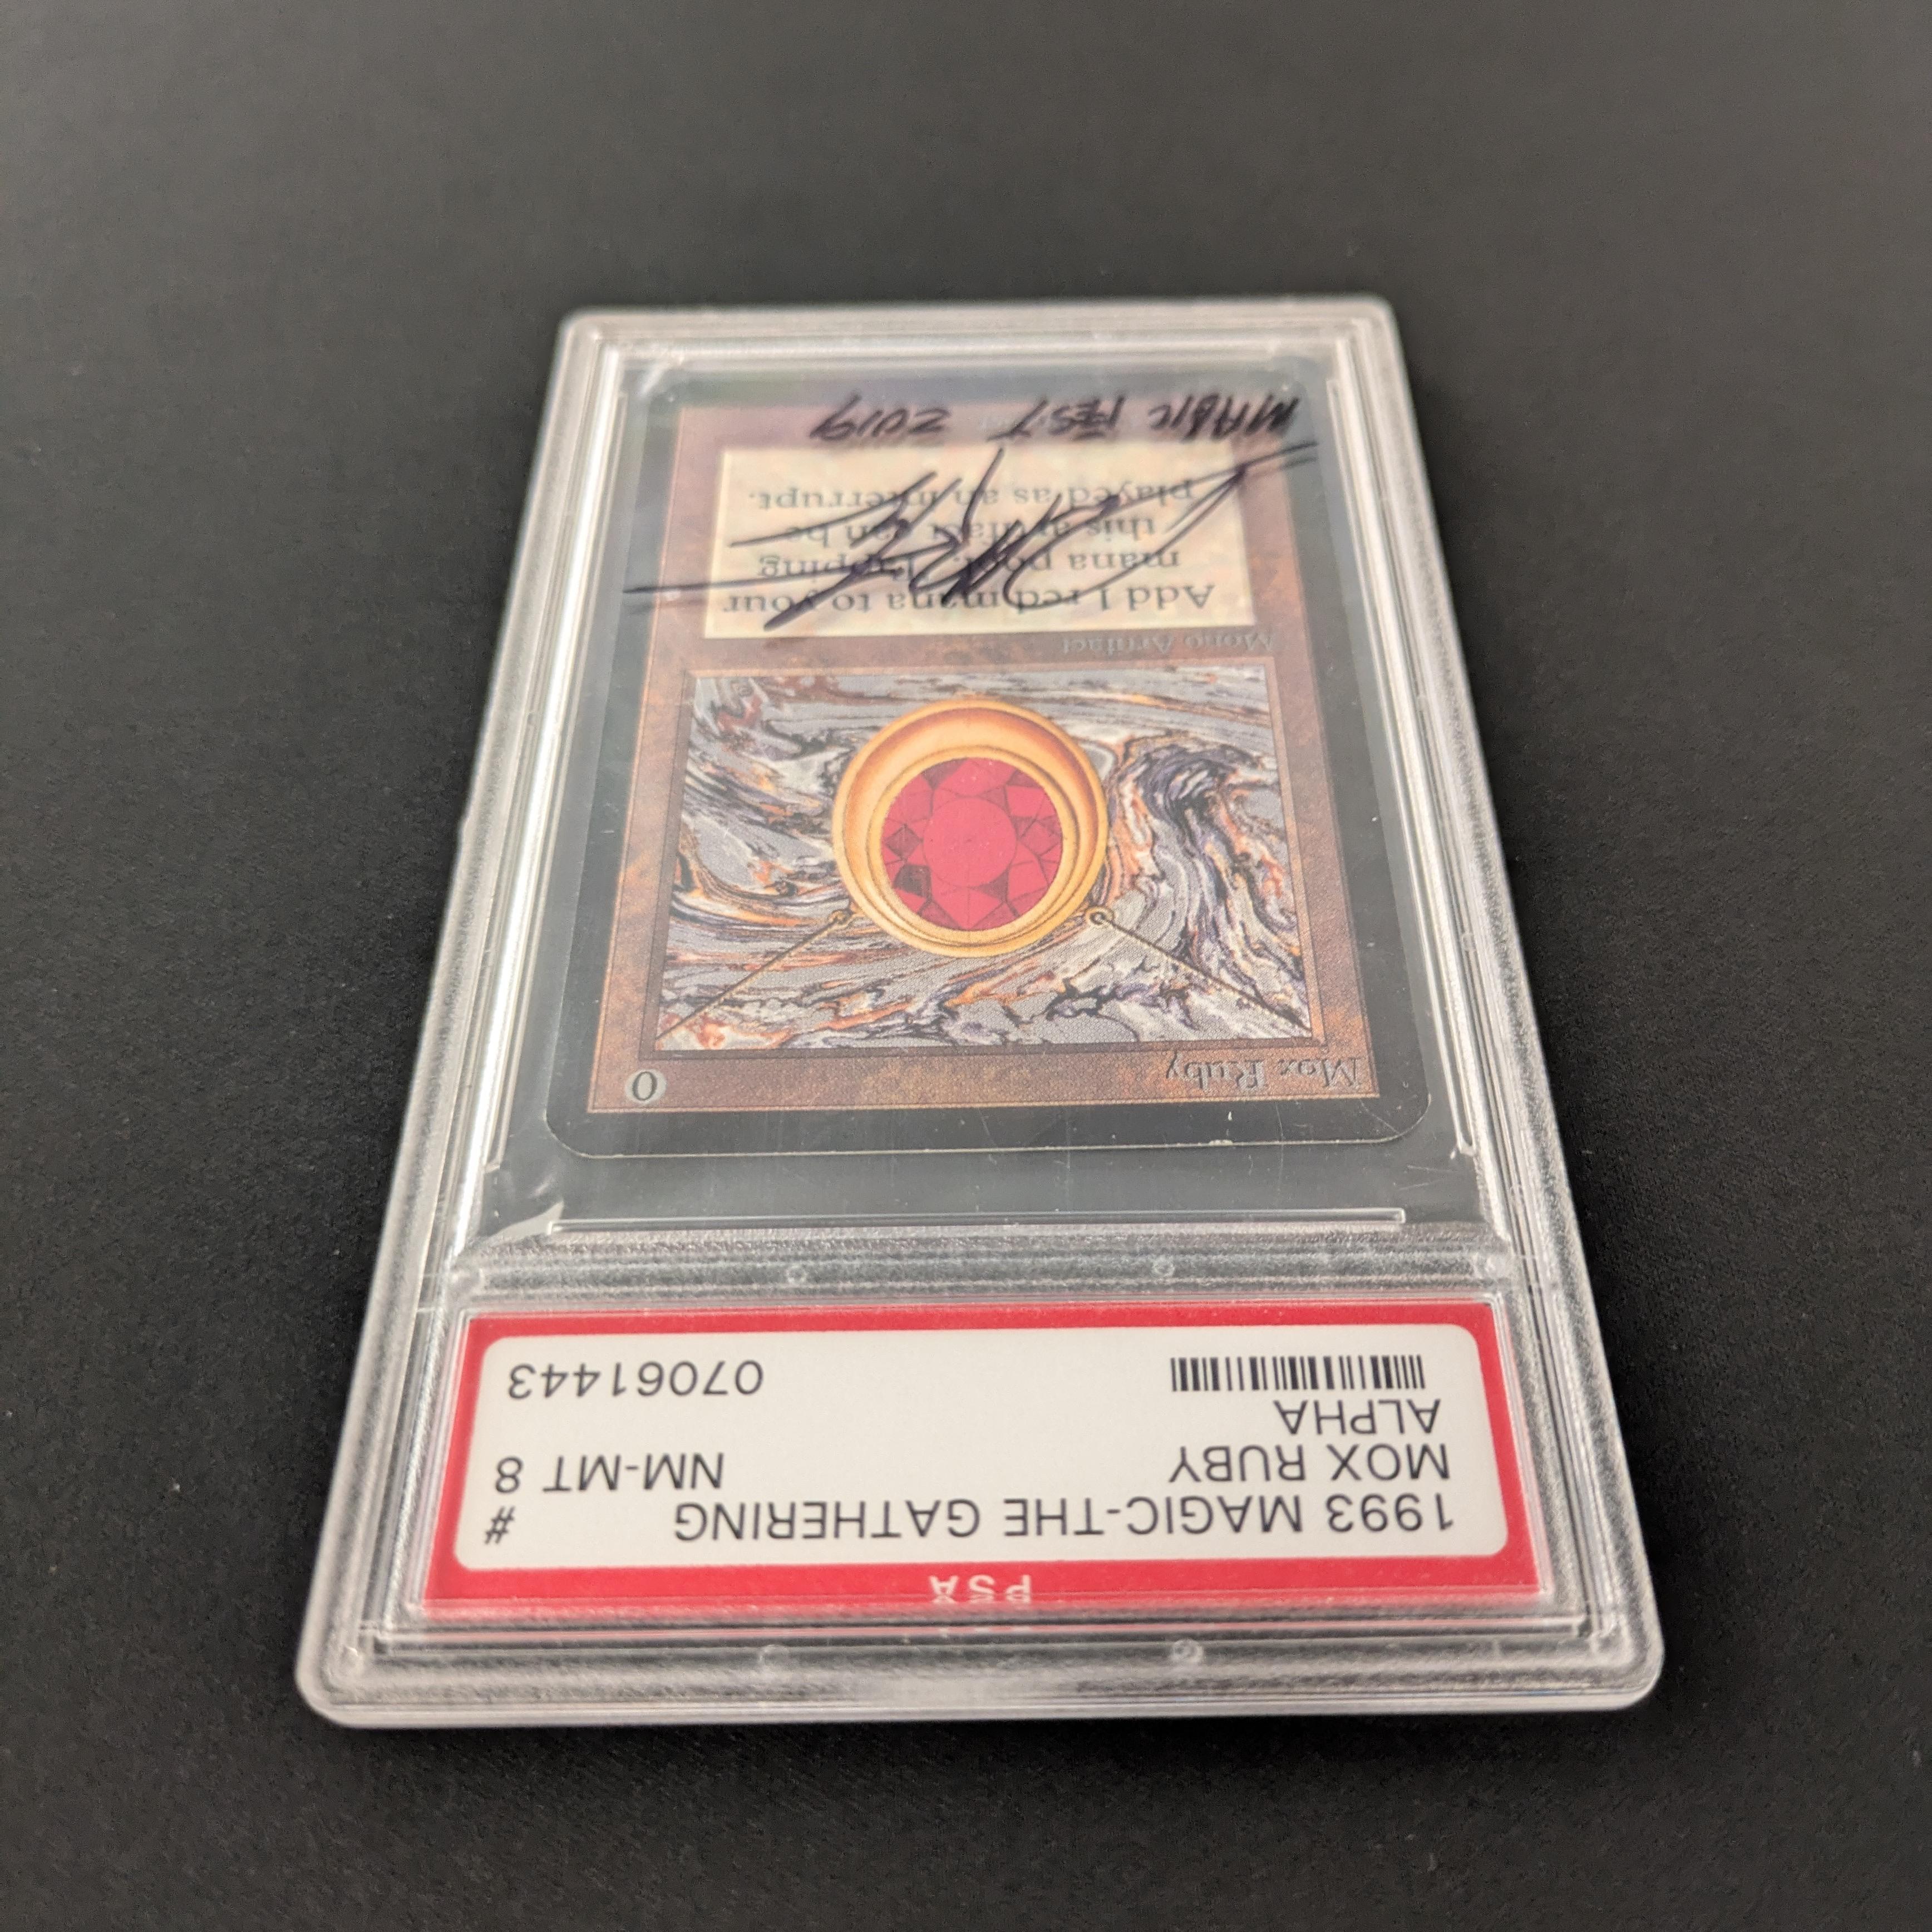 PSA
1993 MAGIC-THE GATHERING #
MOX RUBY NM-MT 8
ALPHA
07061443
Mox Ruby 0
Mono Artifact
Add 1 red mana to your
mana pool. Tapping
this artifact can be
played as an interrupt.
MAGIC FEST 2019